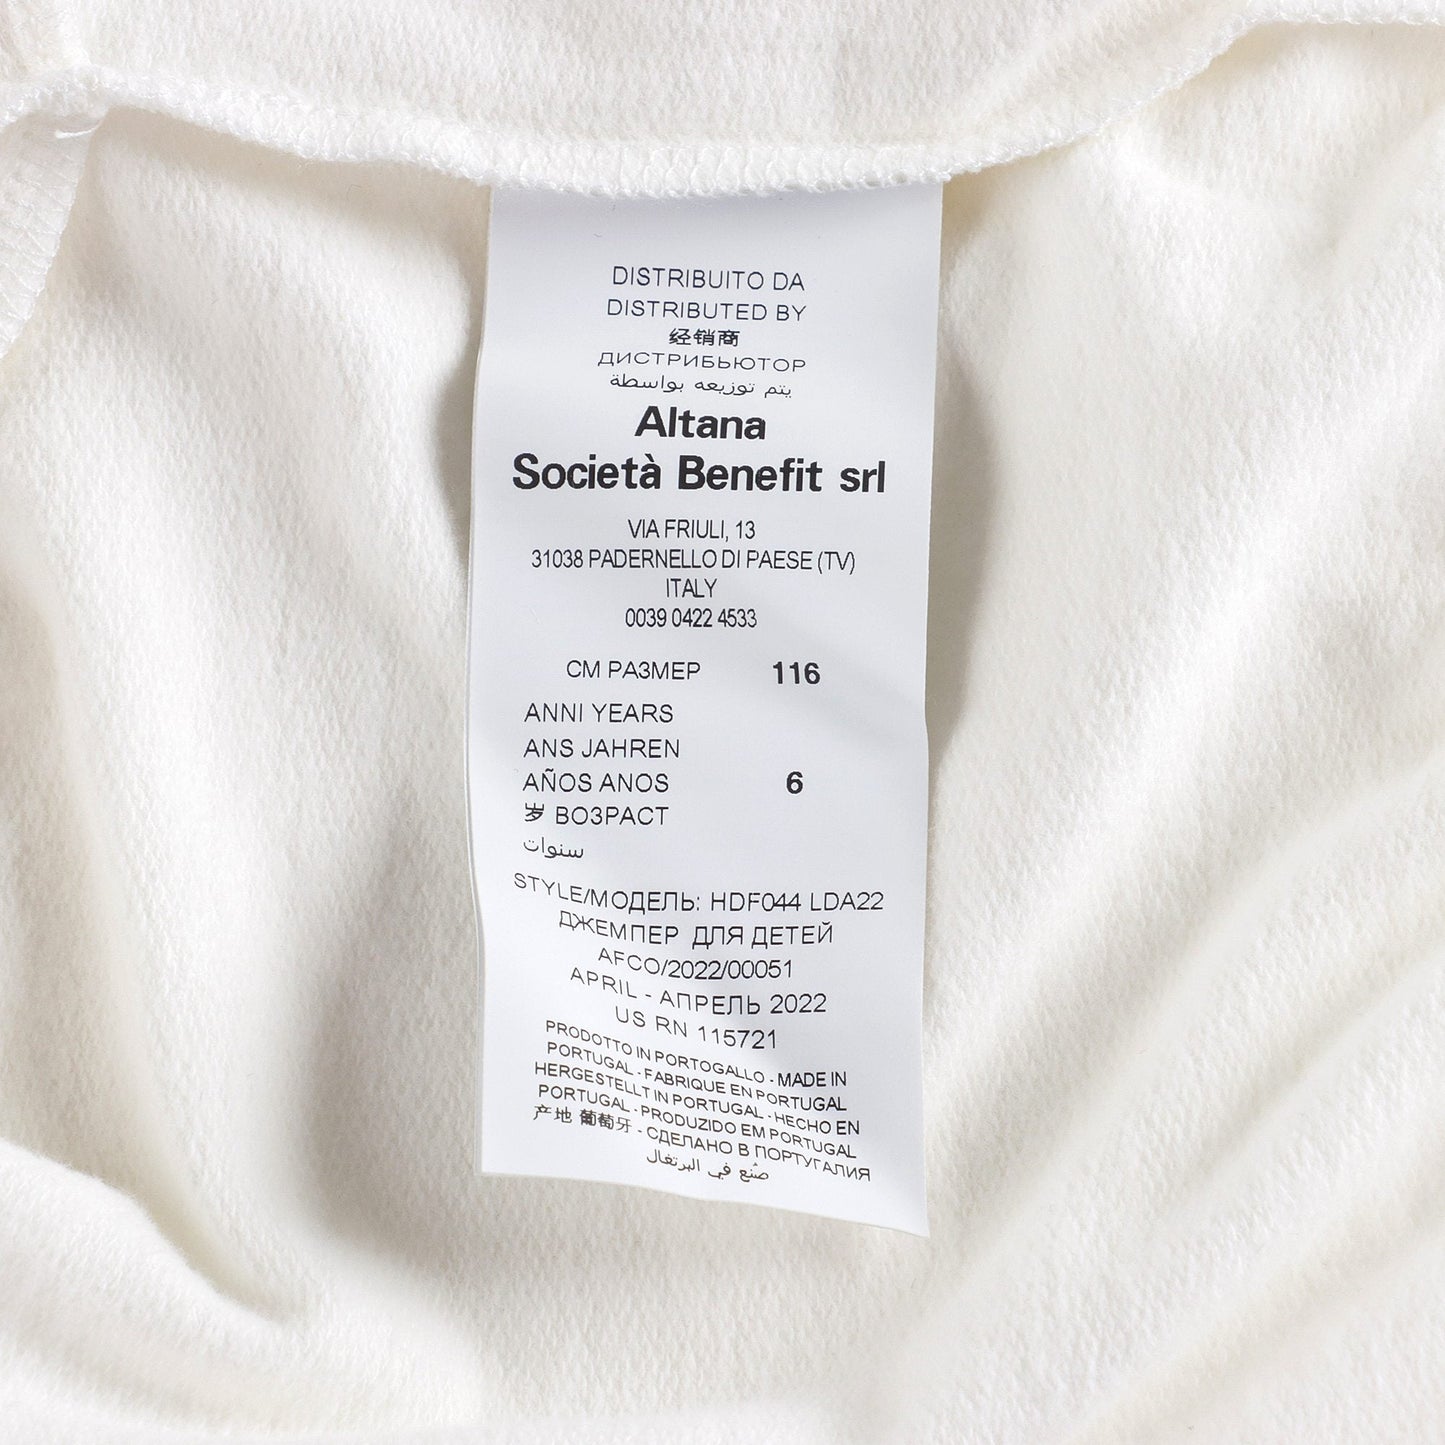 DISTRIBUITO DA
DISTRIBUTED BY
经销商
ДИСТРИБЬЮТОР
يتم توزيعه بواسطة
Altana
Società Benefit srl
VIA FRIULI, 13
31038 PADERNELLO DI PAESE (TV)
ITALY
0039 0422 4533
СМ РАЗМЕР 116
ANNI YEARS
ANS JAHREN
AÑOS ANOS 6
岁 ВОЗРАСТ
سنوات
STYLE/МОДЕЛЬ: HDF044 LDA22
ДЖЕМПЕР ДЛЯ ДЕТЕЙ
AFCO/2022/00051
APRIL - АПРЕЛЬ 2022
US RN 115721
PRODOTTO IN PORTOGALLO - MADE IN
PORTUGAL - FABRIQUE EN PORTUGAL
HERGESTELLT IN PORTUGAL - HECHO EN
PORTUGAL - PRODUZIDO EM PORTUGAL
产地 葡萄牙 - СДЕЛАНО В ПОРТУГАЛИЯ
صُنع في البرتغال